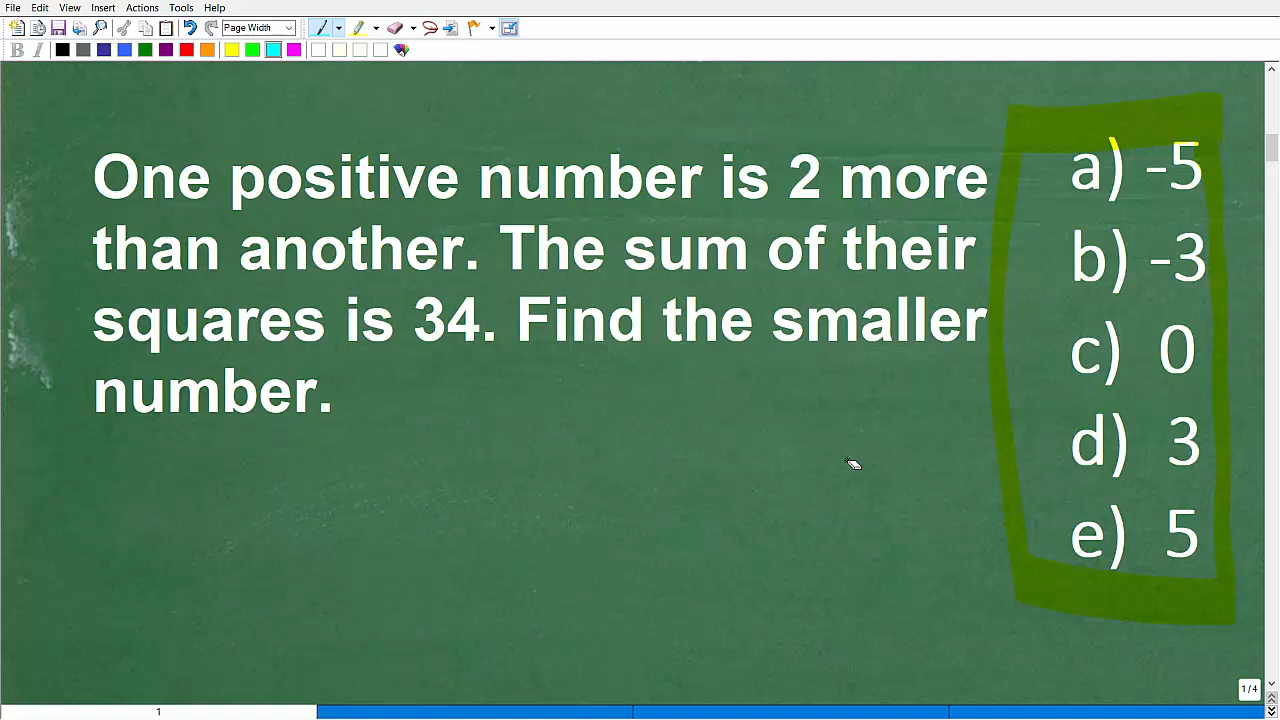 File Edit View Insert Actions Tools Help
Page Width
B I
One positive number is 2 more
than another. The sum of their
squares is 34. Find the smaller
number.
a) -5
b) -3
c) 0
d) 3
e) 5
1/4
1